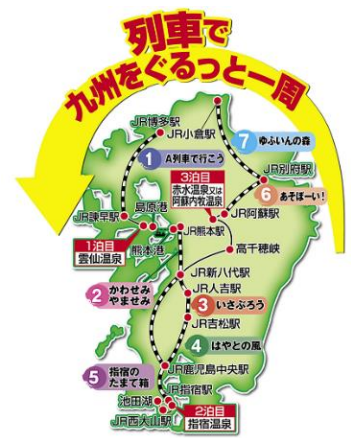 列車で
九州をぐるっと一周
JR博多駅
JR小倉駅
7 ゆふいんの森
1 A列車で行こう
JR別府駅
3泊目
赤水温泉又は
阿蘇内牧温泉
6 あそぼーい!
島原港
JR諫早駅
JR阿蘇駅
JR熊本駅
1泊目
雲仙温泉
熊本港
高千穂峡
JR新八代駅
2 かわせみ
やませみ
JR人吉駅
3 いさぶろう
JR吉松駅
4 はやとの風
JR鹿児島中央駅
5 指宿の
たまて箱
JR指宿駅
池田湖
JR西大山駅
2泊目
指宿温泉